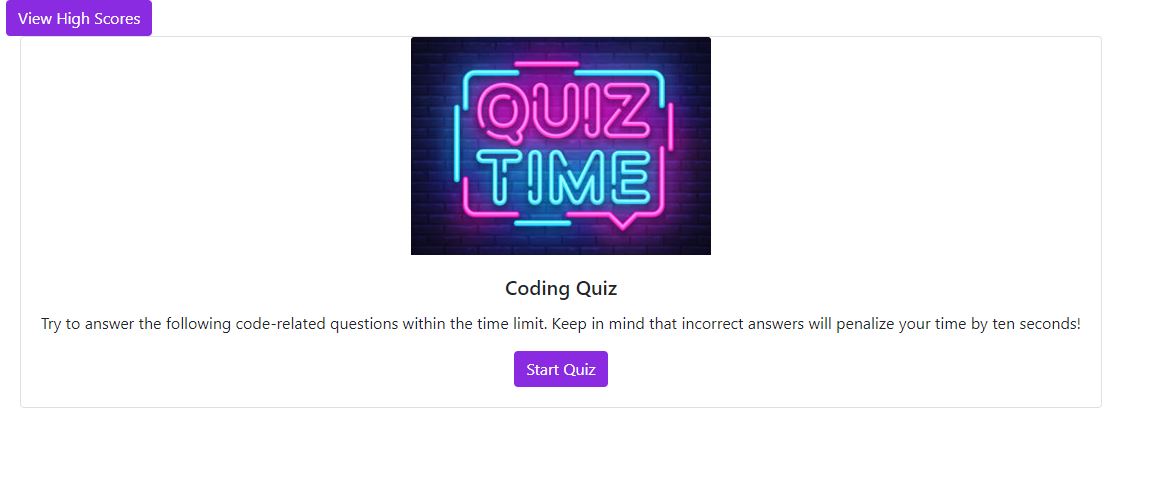 View High Scores
QUIZ
TIME
Coding Quiz
Try to answer the following code-related questions within the time limit. Keep in mind that incorrect answers will penalize your time by ten seconds!
Start Quiz